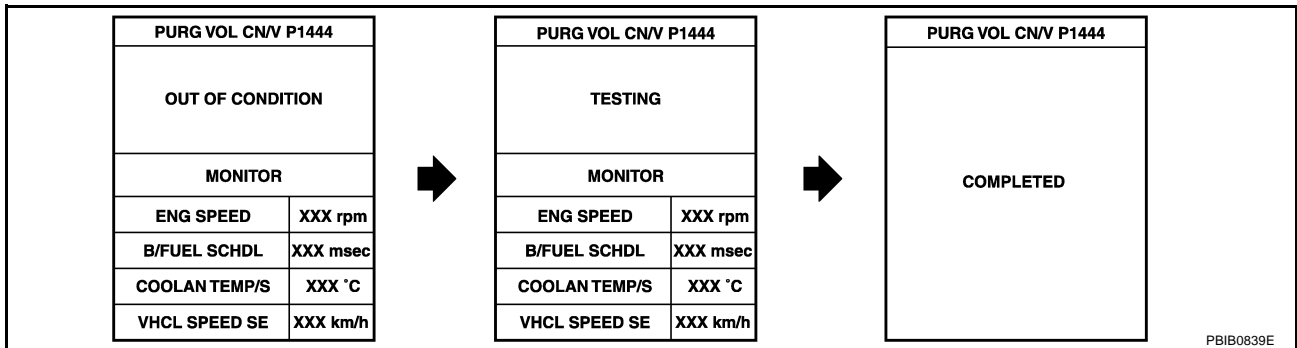 PURG VOL CN/V P1444
OUT OF CONDITION
MONITOR
ENG SPEED XXX rpm
B/FUEL SCHDL XXX msec
COOLAN TEMP/S XXX °C
VHCL SPEED SE XXX km/h
PURG VOL CN/V P1444
TESTING
MONITOR
ENG SPEED XXX rpm
B/FUEL SCHDL XXX msec
COOLAN TEMP/S XXX °C
VHCL SPEED SE XXX km/h
PURG VOL CN/V P1444
COMPLETED
PBIB0839E